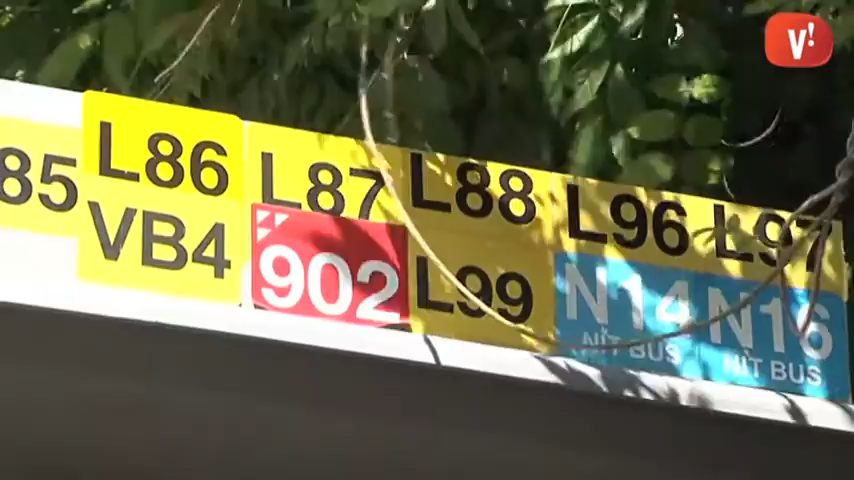 V!
85 L86 L87 L88 L96 L97
VB4 902 L99 N14 N16
NIT BUS NIT BUS